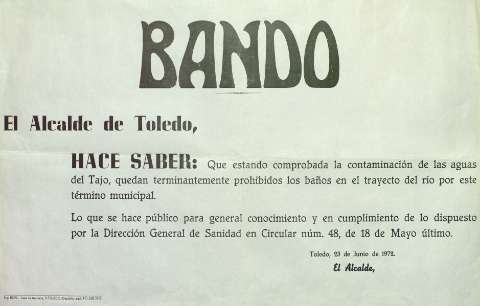 BANDO
El Alcalde de Toledo,
HACE SABER: Que estando comprobada la contaminación de las aguas
del Tajo, quedan terminantemente prohibidos los baños en el trayecto del río por este
término municipal.
Lo que se hace público para general conocimiento y en cumplimiento de lo dispuesto
por la Dirección General de Sanidad en Circular núm. 48, de 18 de Mayo último.
Toledo, 23 de Junio de 1972.
El Alcalde,